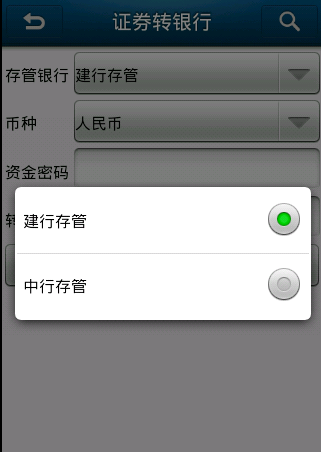 证券转银行
存管银行 建行存管
币种 人民币
资金密码
转
建行存管
中行存管